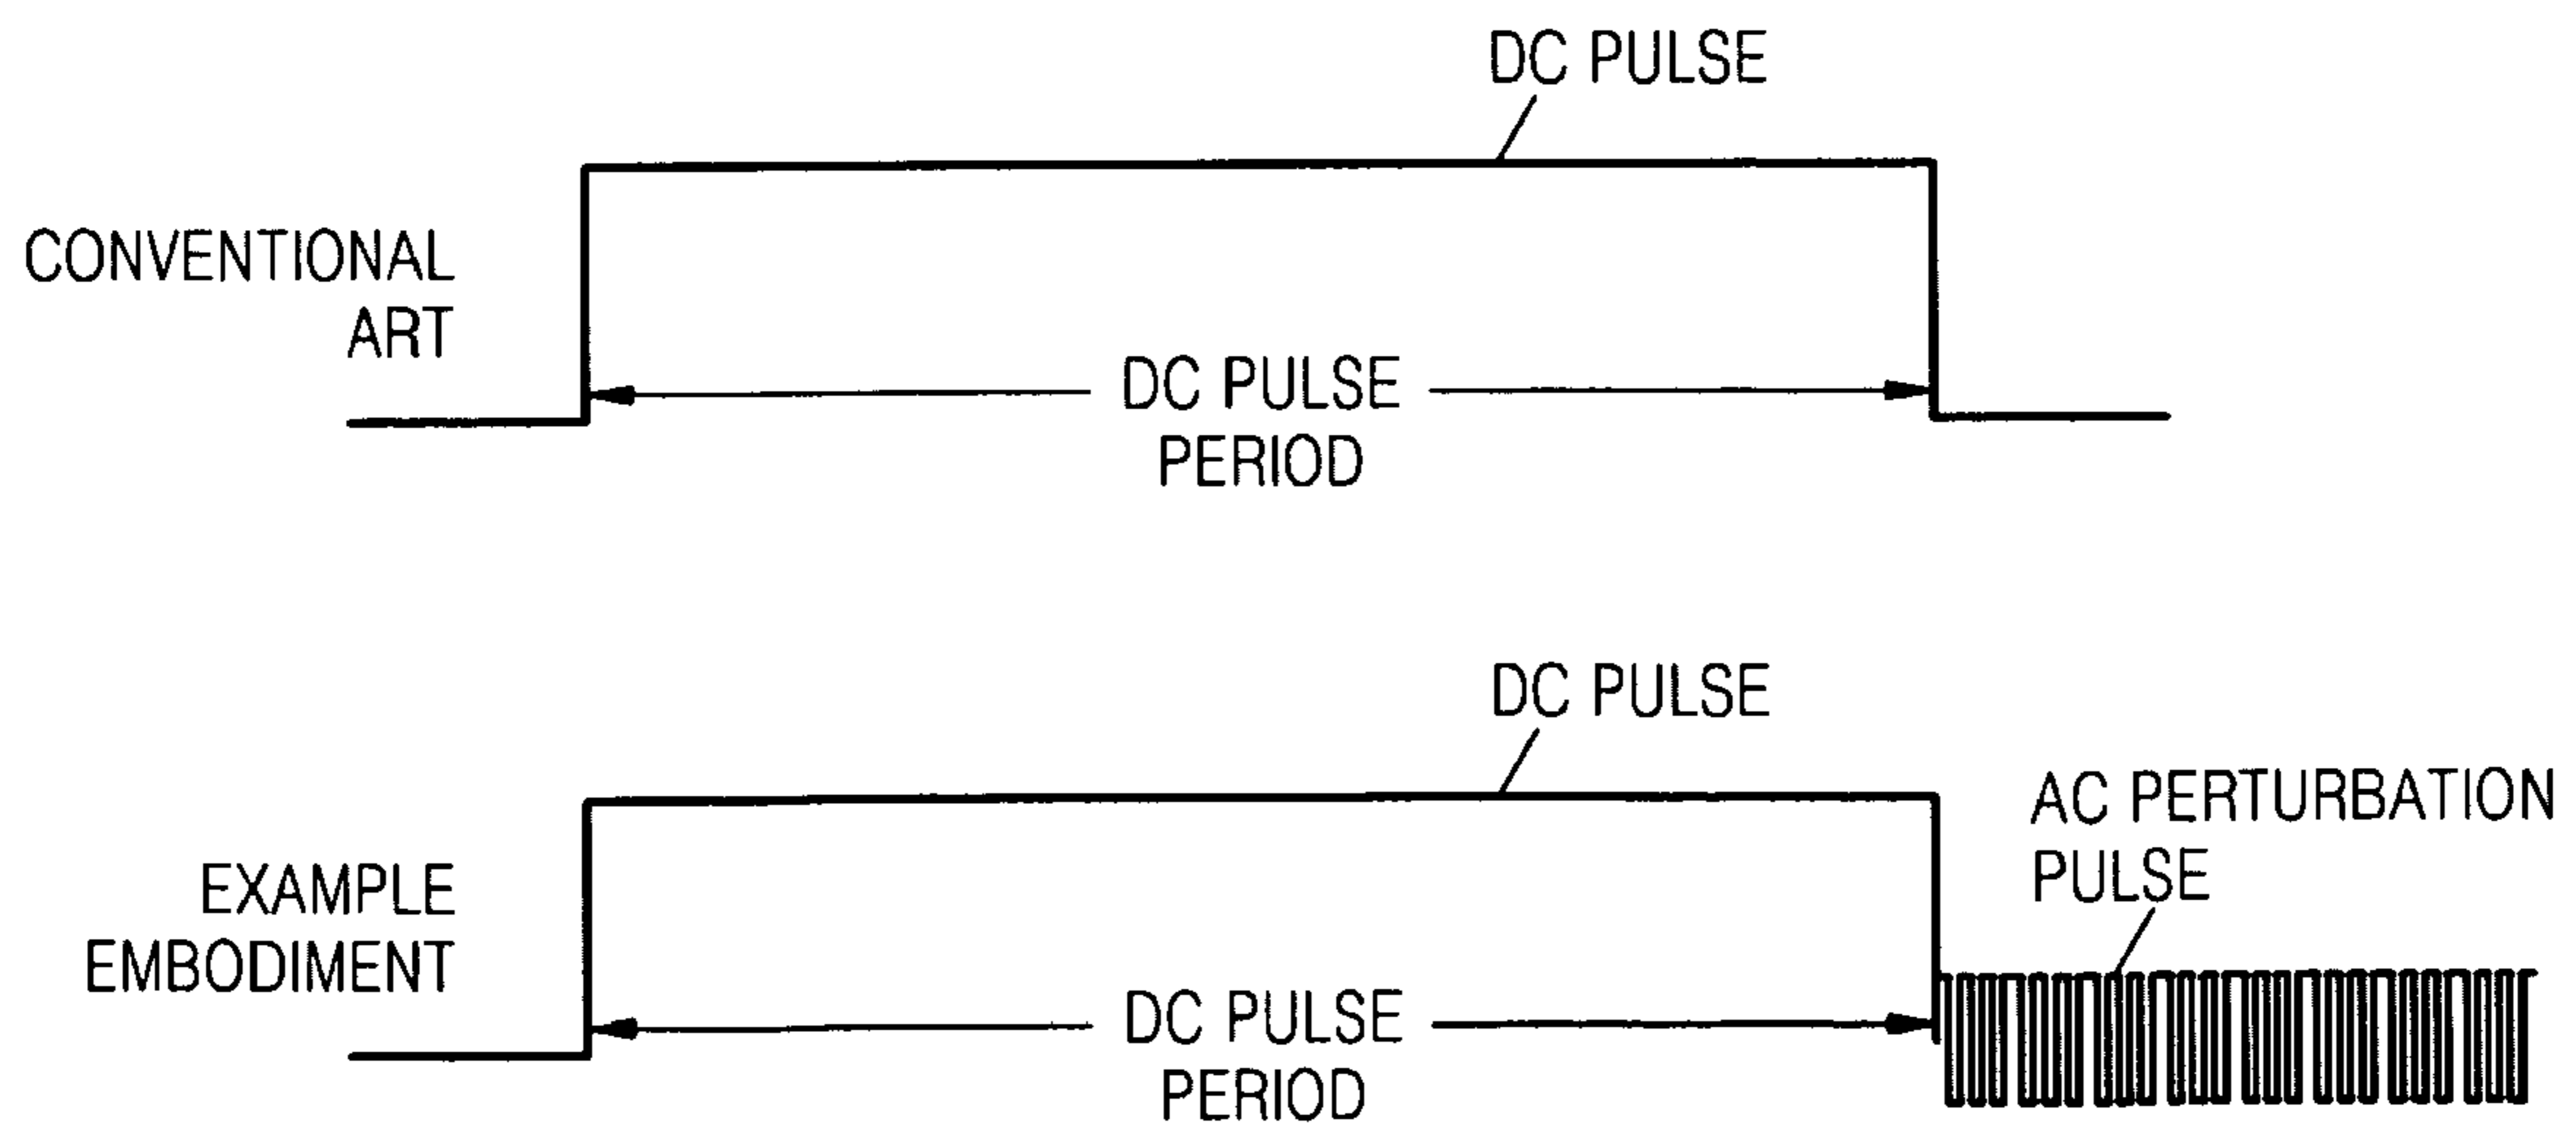 DC PULSE
CONVENTIONAL
ART
DC PULSE
PERIOD
DC PULSE
AC PERTURBATION
PULSE
EXAMPLE
EMBODIMENT
DC PULSE
PERIOD